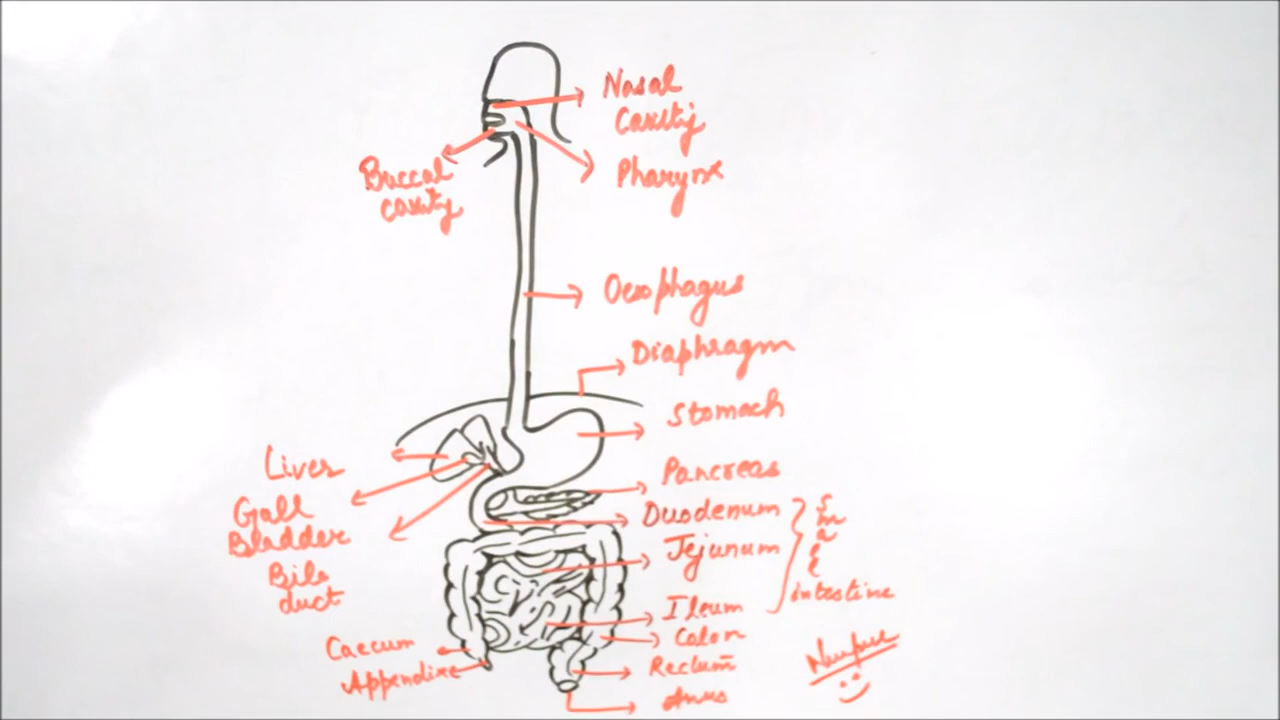 Nasal
Cavity
Pharynx
Buccal
cavity
Oesophagus
Diaphragm
Stomach
Liver
Pancreas
Gall
Bladder
Duodenum
Jejunum
Small
intestine
Bile
duct
Ileum
Colon
Caecum
Rectum
Appendix
Anus